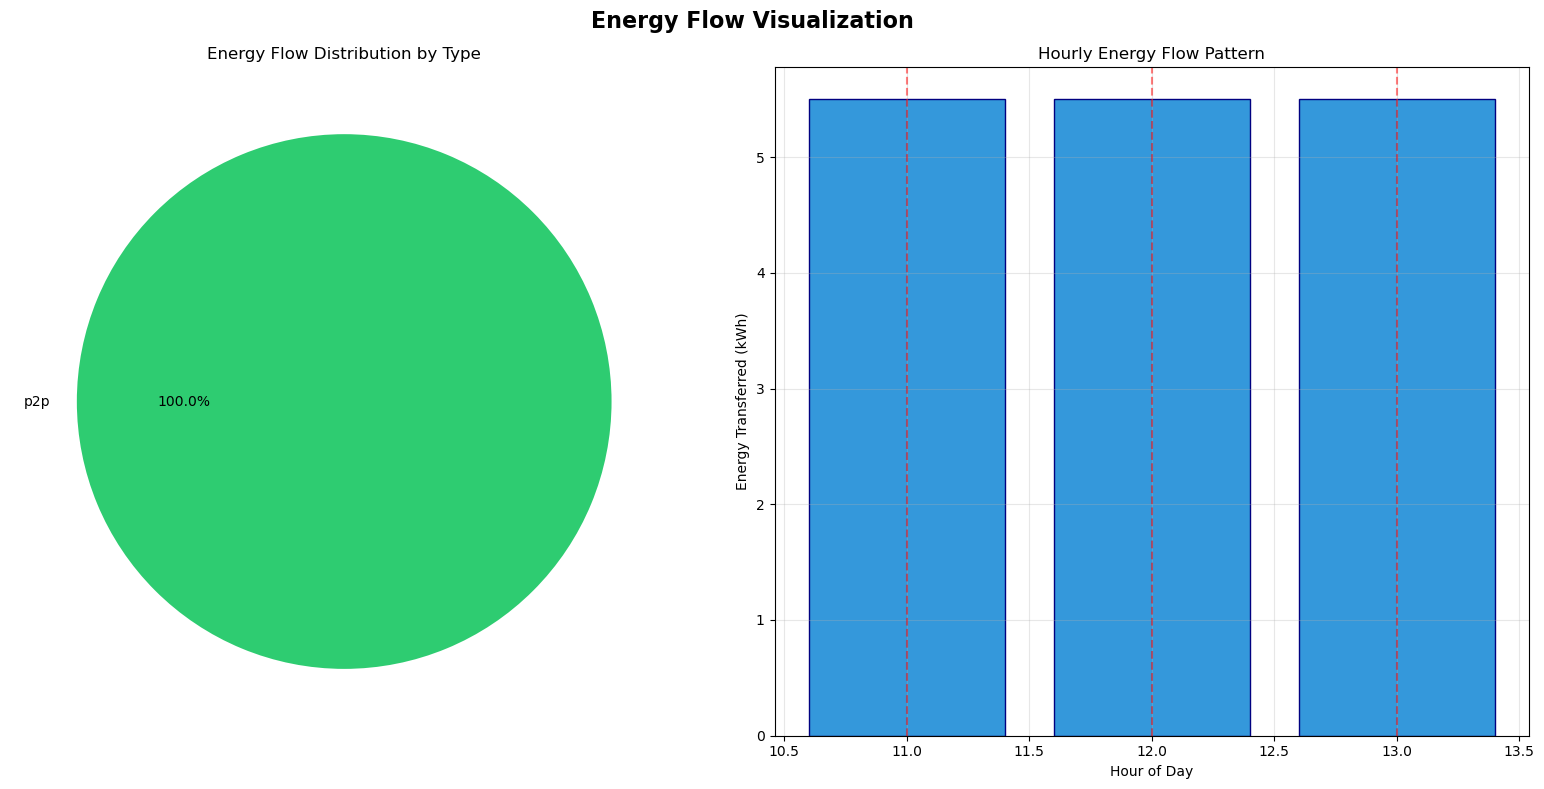 Energy Flow Visualization
Energy Flow Distribution by Type
p2p
100.0%
Hourly Energy Flow Pattern
Energy Transferred (kWh)
5
4
3
2
1
0
10.5 11.0 11.5 12.0 12.5 13.0 13.5
Hour of Day